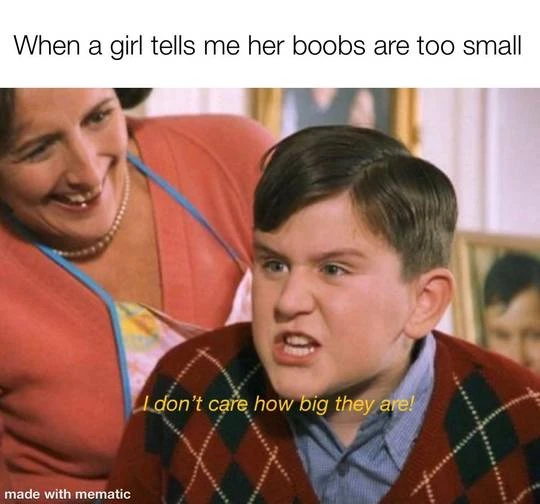 When a girl tells me her boobs are too small
I don't care how big they are!
made with mematic